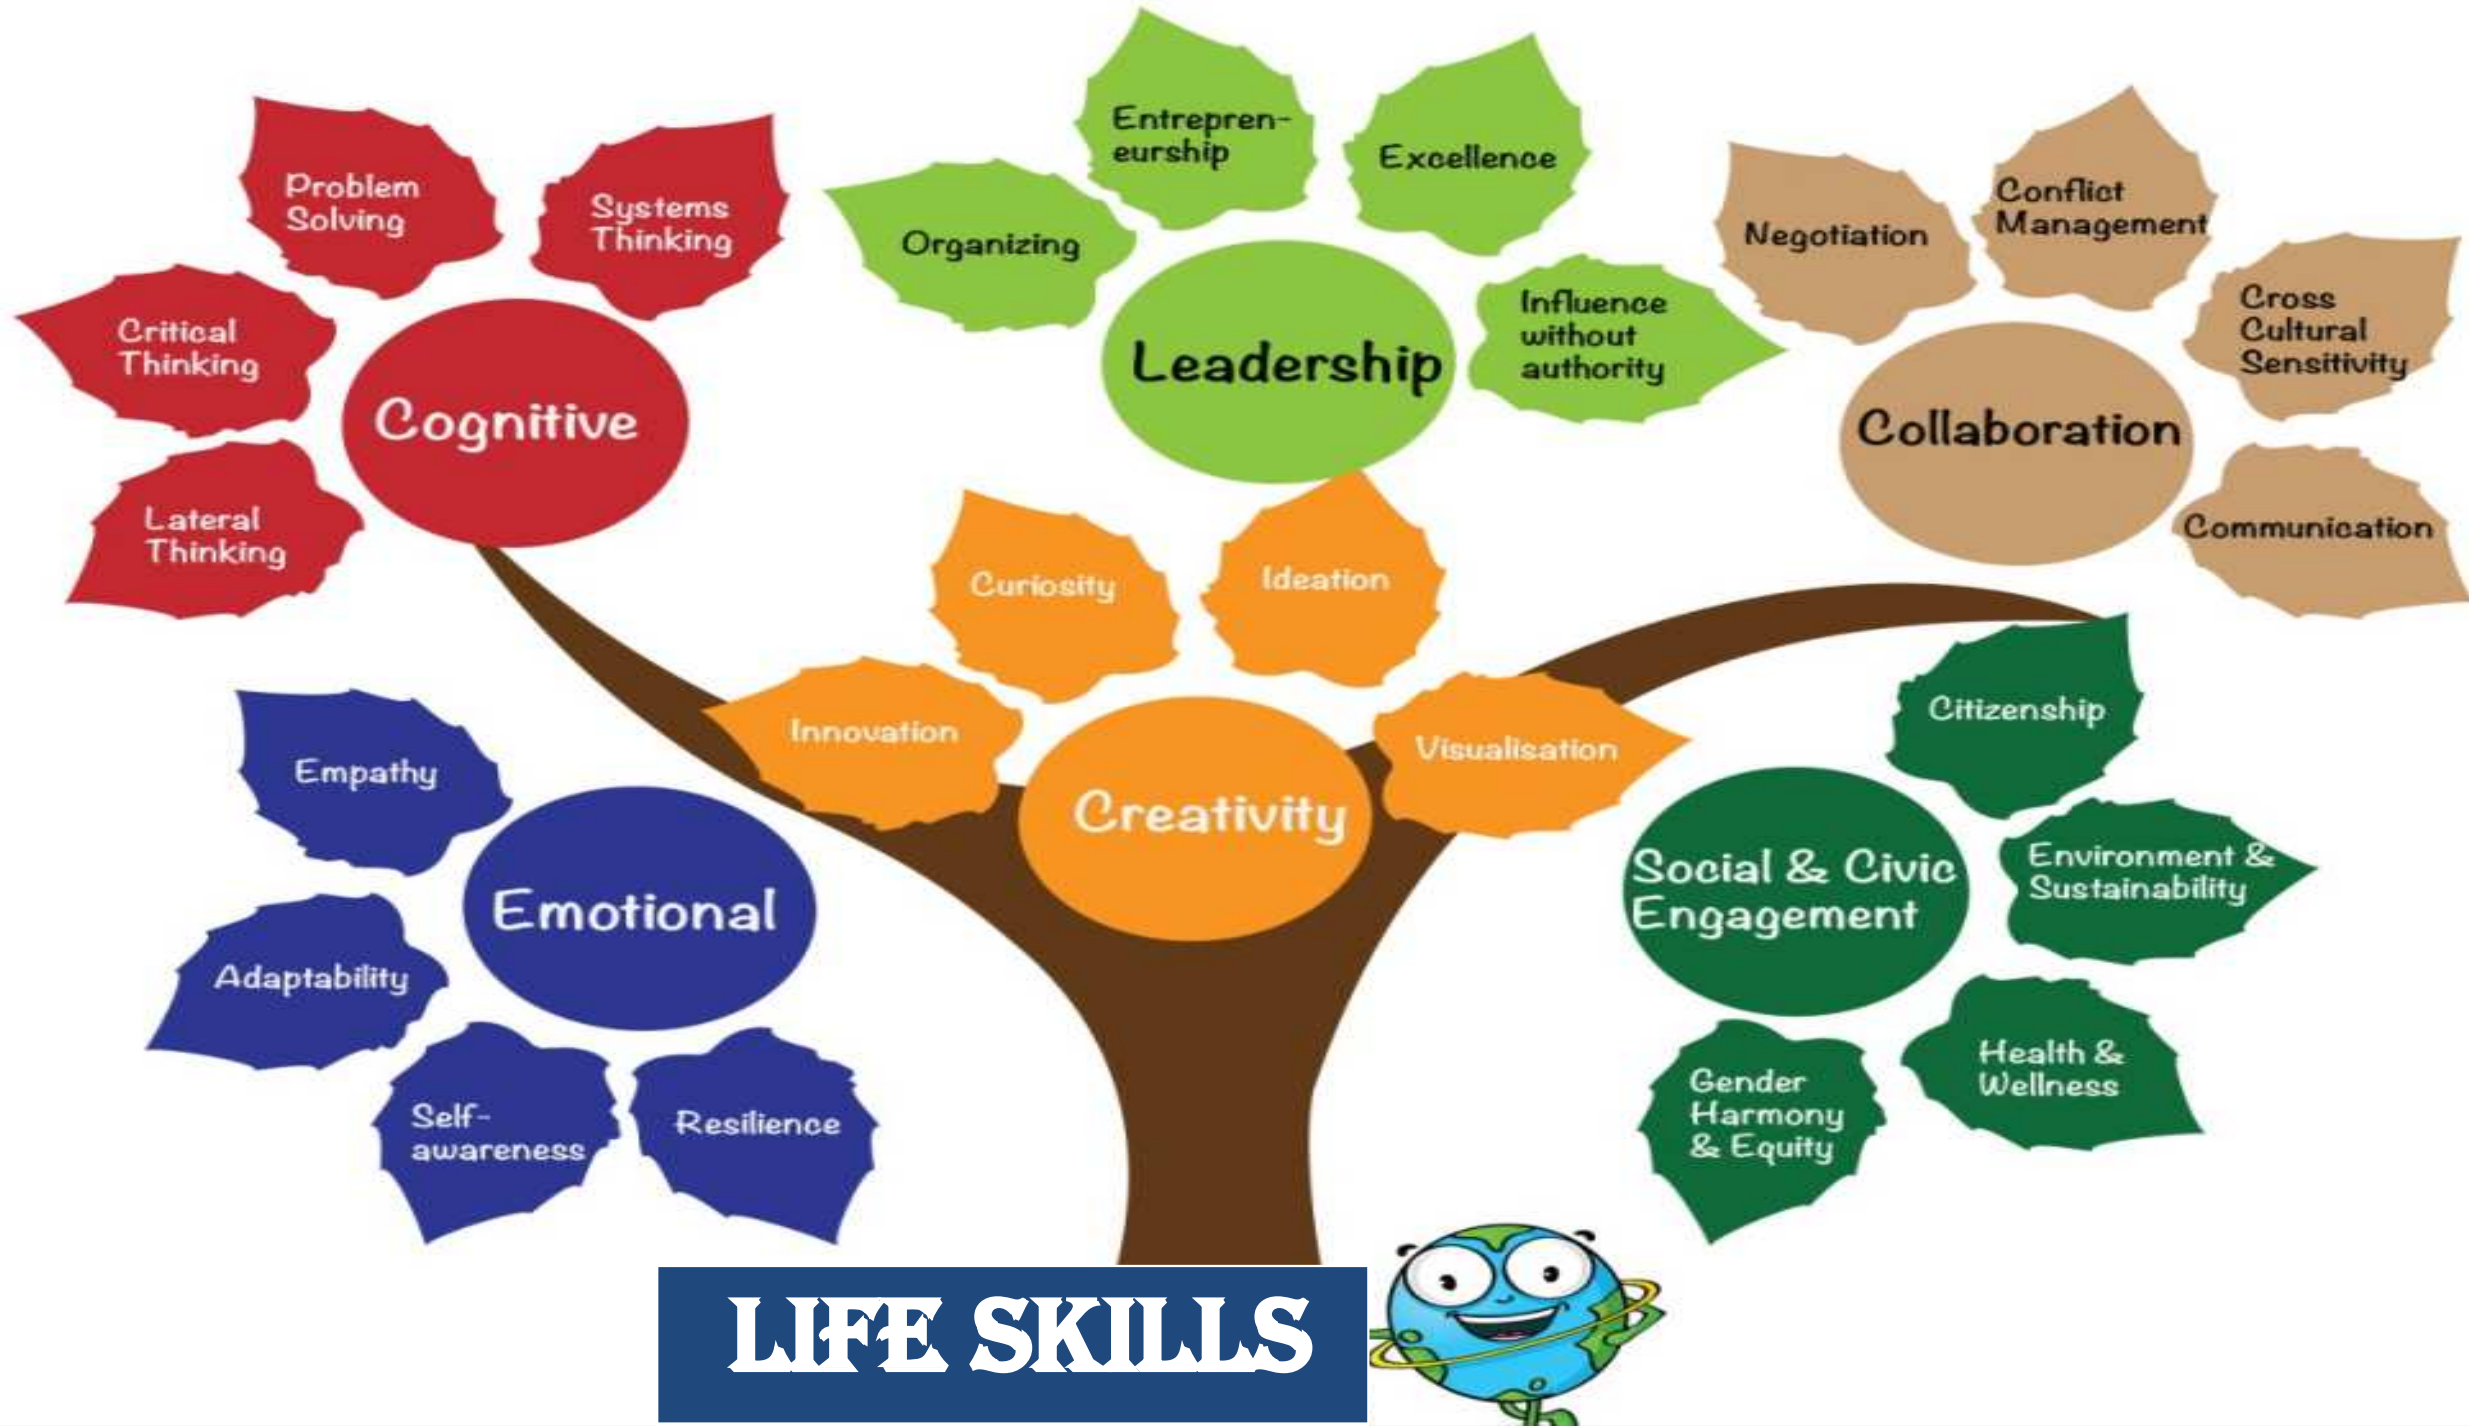 Problem
Solving
Systems
Thinking
Critical
Thinking
Lateral
Thinking
Cognitive
Entrepren-
eurship
Excellence
Organizing
Influence
without
authority
Leadership
Negotiation
Conflict
Management
Cross
Cultural
Sensitivity
Communication
Collaboration
Curiosity
Ideation
Innovation
Visualisation
Creativity
Empathy
Adaptability
Self-
awareness
Resilience
Emotional
Citizenship
Environment &
Sustainability
Health &
Wellness
Gender
Harmony
& Equity
Social & Civic
Engagement
LIFE SKILLS